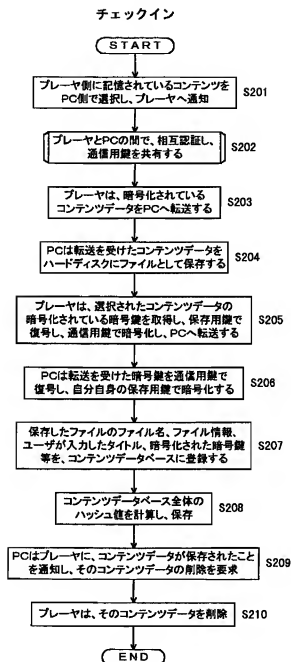 チェックイン
START
プレーヤ側に記憶されているコンテンツを
PC側で選択し、プレーヤへ通知
S201
プレーヤとPCの間で、相互認証し、
通信用鍵を共有する
S202
プレーヤは、暗号化されている
コンテンツデータをPCへ転送する
S203
PCは転送を受けたコンテンツデータを
ハードディスクにファイルとして保存する
S204
プレーヤは、選択されたコンテンツデータの
暗号化されている暗号鍵を取得し、保存用鍵で
復号し、通信用鍵で暗号化し、PCへ転送する
S205
PCは転送を受けた暗号鍵を通信用鍵で
復号し、自分自身の保存用鍵で暗号化する
S206
保存したファイルのファイル名、ファイル情報、
ユーザが入力したタイトル、暗号化された暗号鍵
等を、コンテンツデータベースに登録する
S207
コンテンツデータベース全体の
ハッシュ値を計算し、保存
S208
PCはプレーヤに、コンテンツデータが保存されたこと
を通知し、そのコンテンツデータの削除を要求
S209
プレーヤは、そのコンテンツデータを削除
S210
END